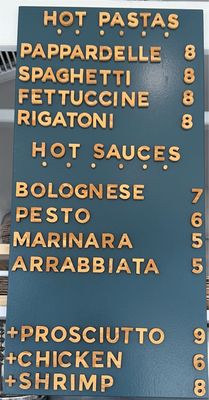 HOT PASTAS
PAPPARDELLE 8
SPAGHETTI 8
FETTUCCINE 8
RIGATONI 8
HOT SAUCES
BOLOGNESE 7
PESTO 6
MARINARA 5
ARRABBIATA 5
+PROSCIUTTO 9
+CHICKEN 6
+SHRIMP 8